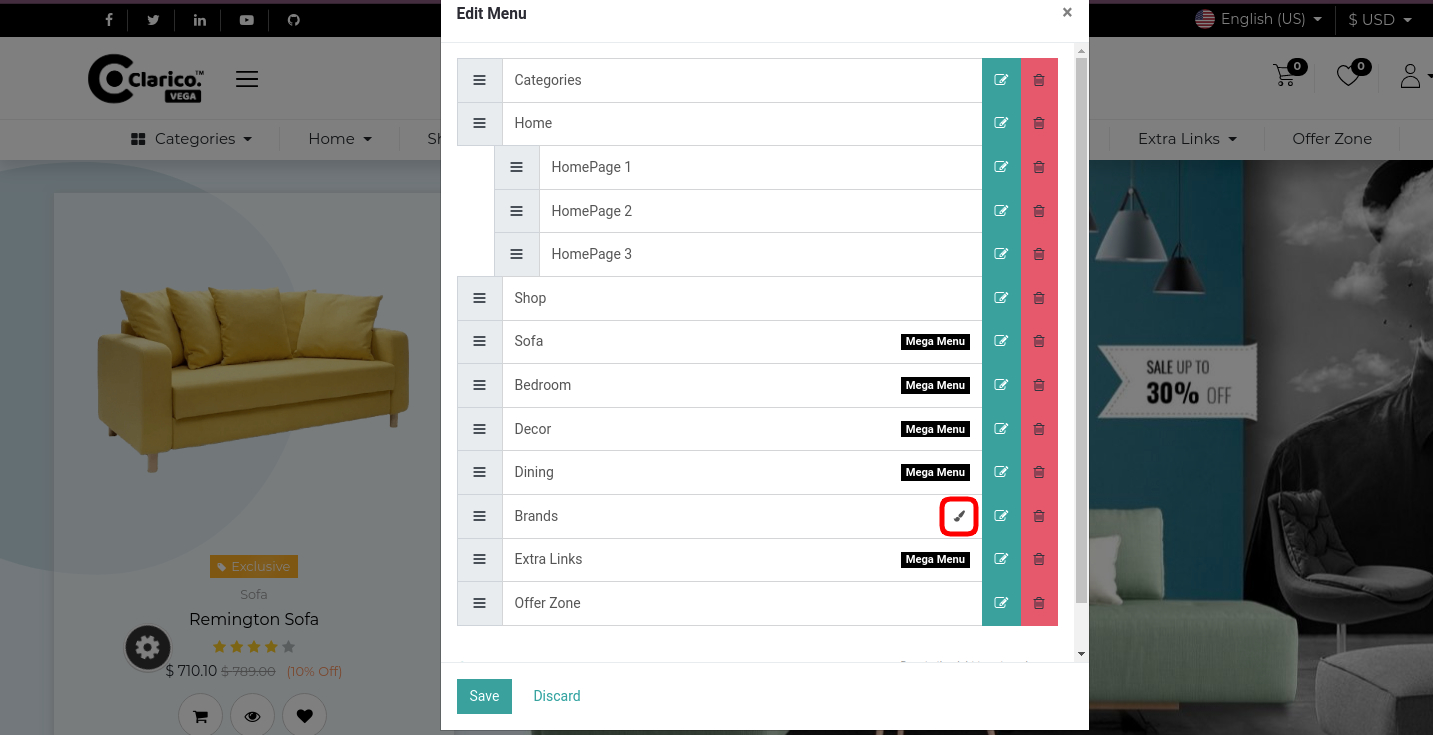 Edit Menu
×
English (US)
$ USD
Clarico.™
VEGA
0
0
Categories
Home
Sh
Extra Links
Offer Zone
Categories
Home
HomePage 1
HomePage 2
HomePage 3
Shop
Sofa Mega Menu
Bedroom Mega Menu
Decor Mega Menu
Dining Mega Menu
Brands
Extra Links Mega Menu
Offer Zone
Save
Discard
Exclusive
Sofa
Remington Sofa
$ 710.10 $ 789.00 (10% Off)
SALE UP TO
30% OFF